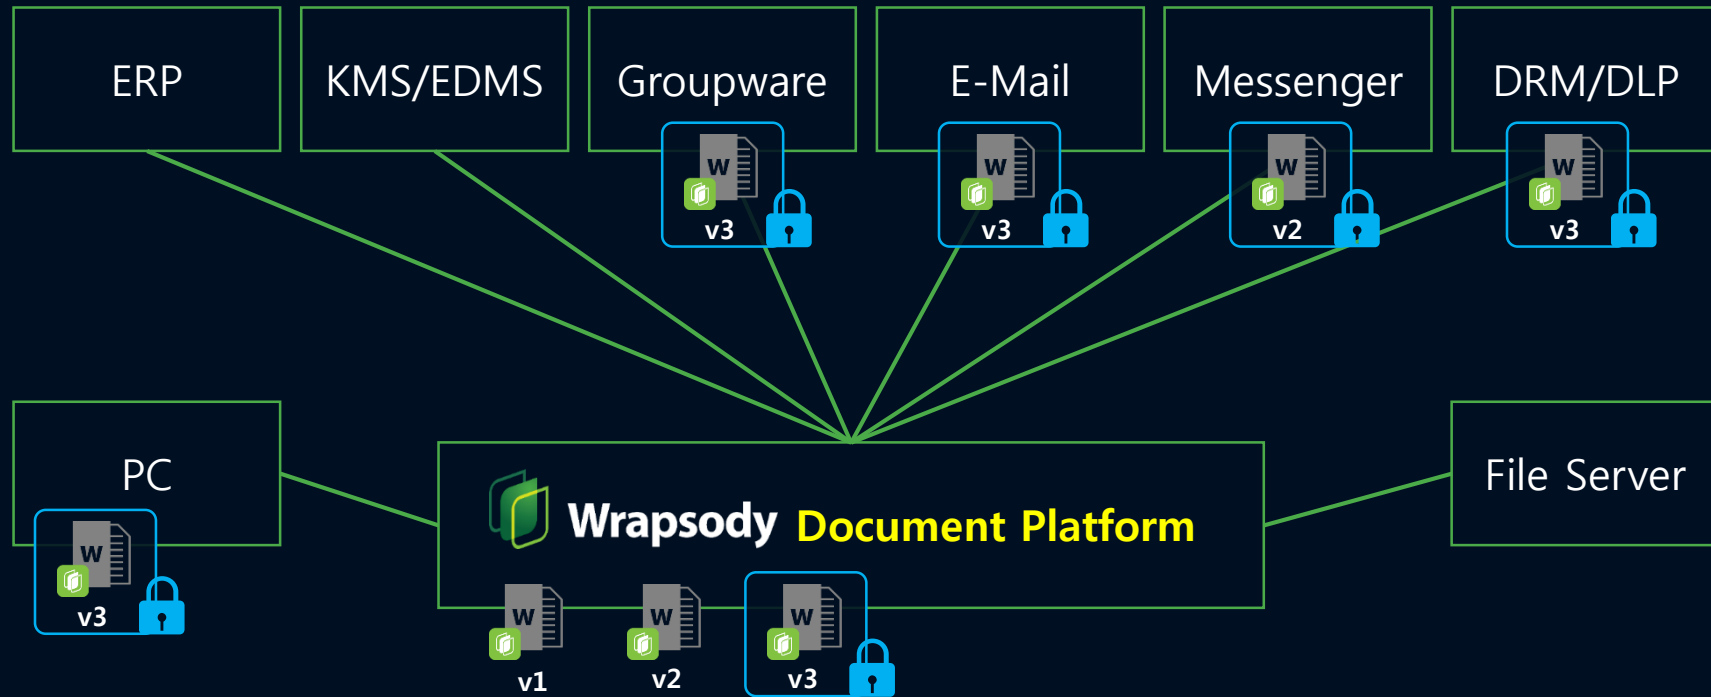 ERP
KMS/EDMS
Groupware
E-Mail
Messenger
DRM/DLP
W
v3
W
v3
W
v2
W
v3
PC
W
v3
Wrapsody Document Platform
File Server
W
v1
W
v2
W
v3